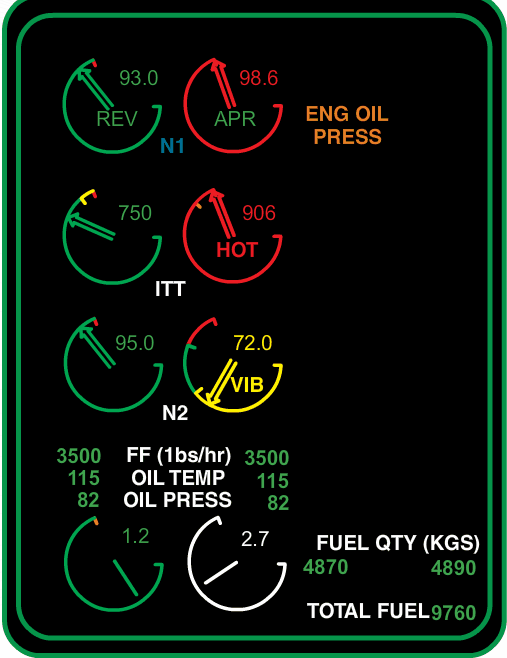 93.0 98.6
REV APR
N1
ENG OIL
PRESS
750 906
HOT
ITT
95.0 72.0
VIB
N2
3500 FF (1bs/hr) 3500
115 OIL TEMP 115
82 OIL PRESS 82
1.2 2.7
FUEL QTY (KGS)
4870 4890
TOTAL FUEL 9760